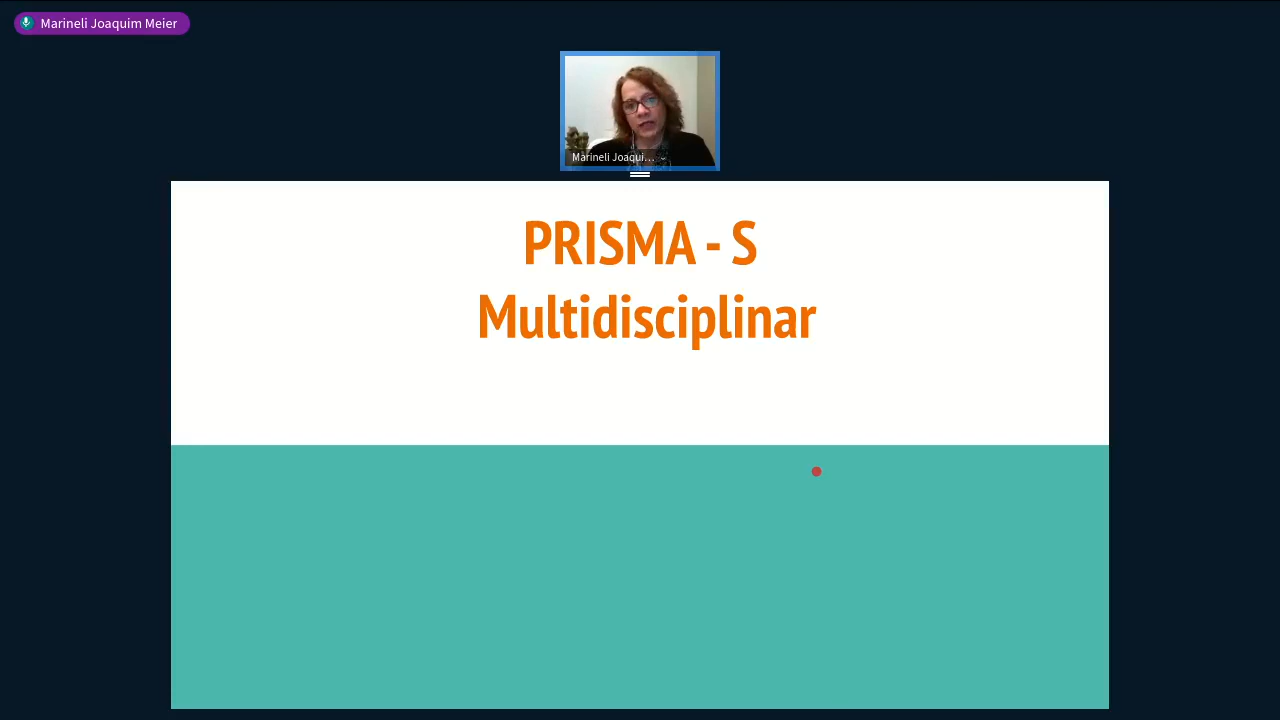 Marineli Joaquim Meier
Marineli Joaqui...
PRISMA - S
Multidisciplinar